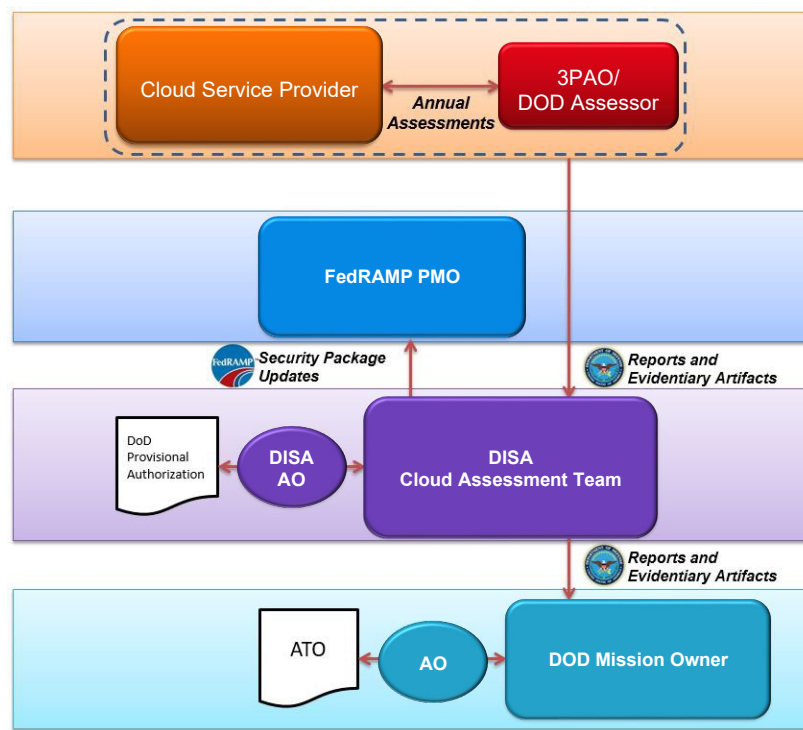 Cloud Service Provider
3PAO/
DOD Assessor
Annual
Assessments
FedRAMP PMO
FedRAMP
Security Package
Updates
Reports and
Evidentiary Artifacts
DoD
Provisional
Authorization
DISA
AO
DISA
Cloud Assessment Team
Reports and
Evidentiary Artifacts
ATO
AO
DOD Mission Owner